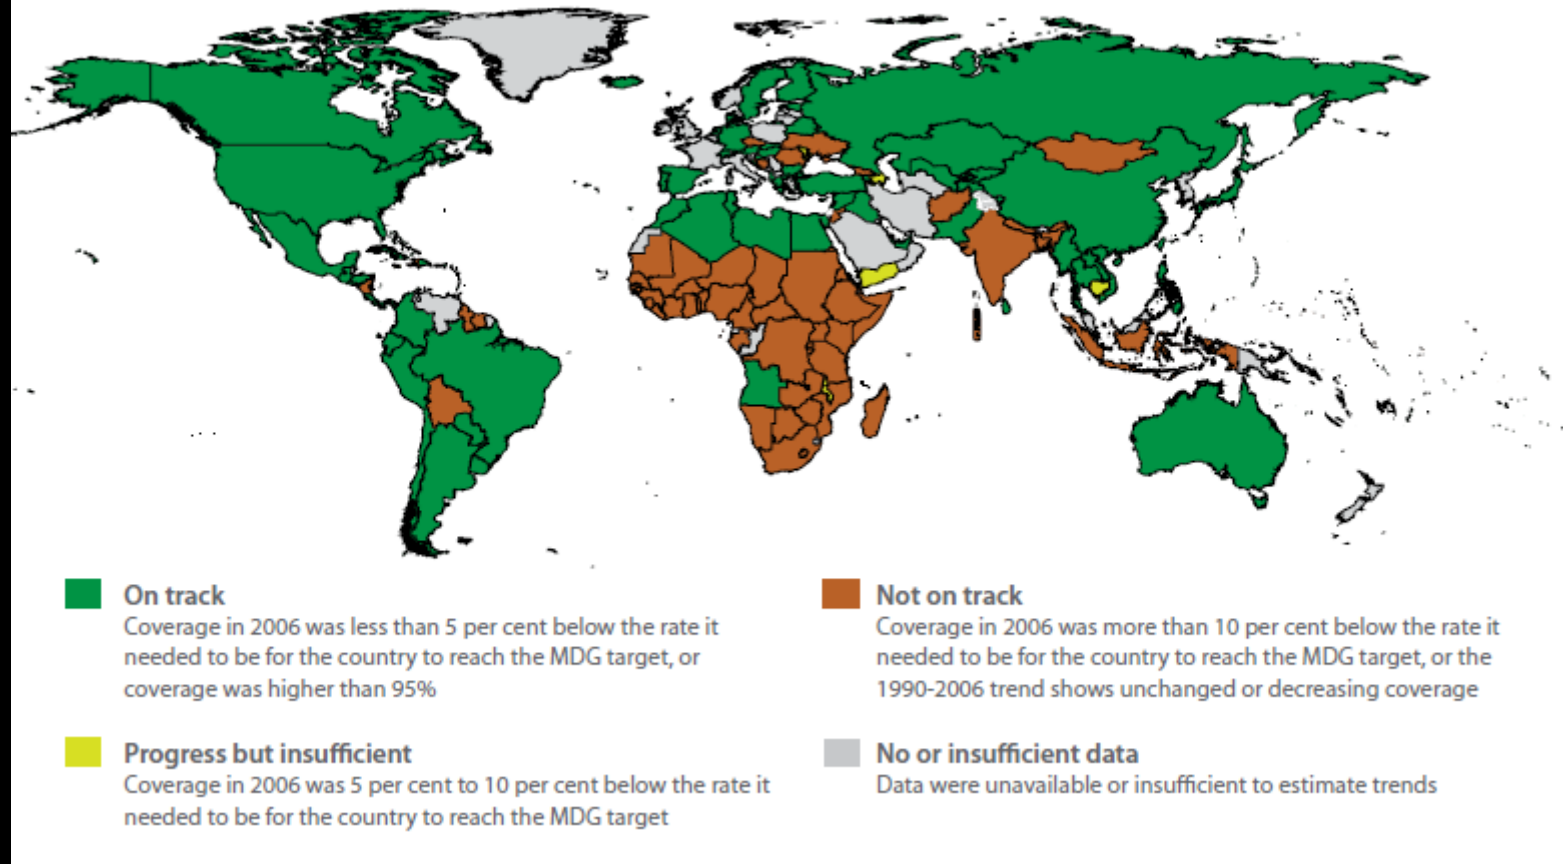 On track
Coverage in 2006 was less than 5 per cent below the rate it
needed to be for the country to reach the MDG target, or
coverage was higher than 95%
Progress but insufficient
Coverage in 2006 was 5 per cent to 10 per cent below the rate it
needed to be for the country to reach the MDG target
Not on track
Coverage in 2006 was more than 10 per cent below the rate it
needed to be for the country to reach the MDG target, or the
1990-2006 trend shows unchanged or decreasing coverage
No or insufficient data
Data were unavailable or insufficient to estimate trends